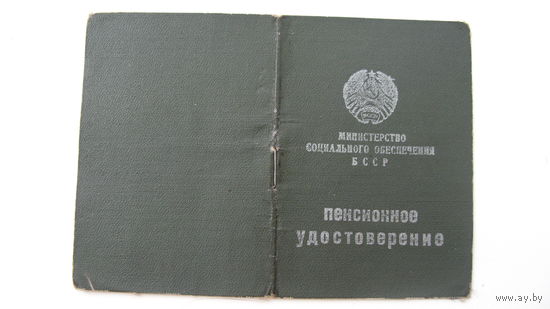 МИНИСТЕРСТВО
СОЦИАЛЬНОГО ОБЕСПЕЧЕНИЯ
БССР
пенсионное
удостоверение
www.ay.by